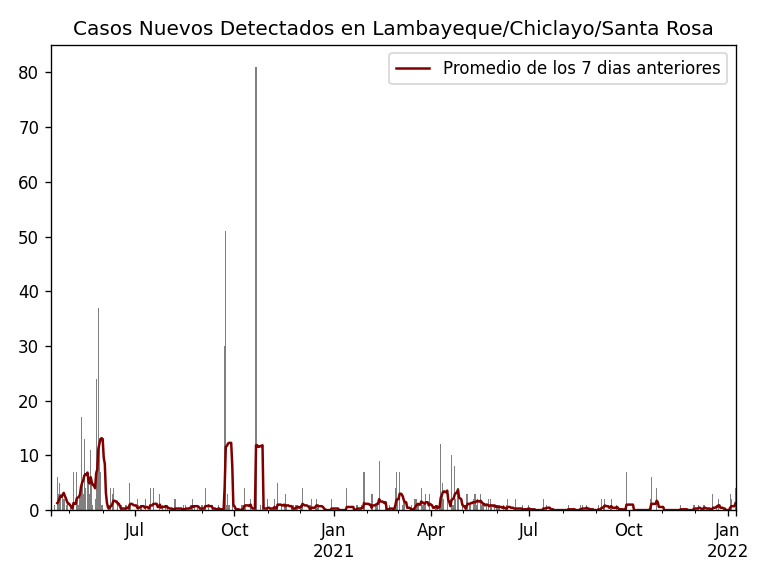 Casos Nuevos Detectados en Lambayeque/Chiclayo/Santa Rosa
Promedio de los 7 dias anteriores
80
70
60
50
40
30
20
10
0
Jul
Oct
Jan
2021
Apr
Jul
Oct
Jan
2022